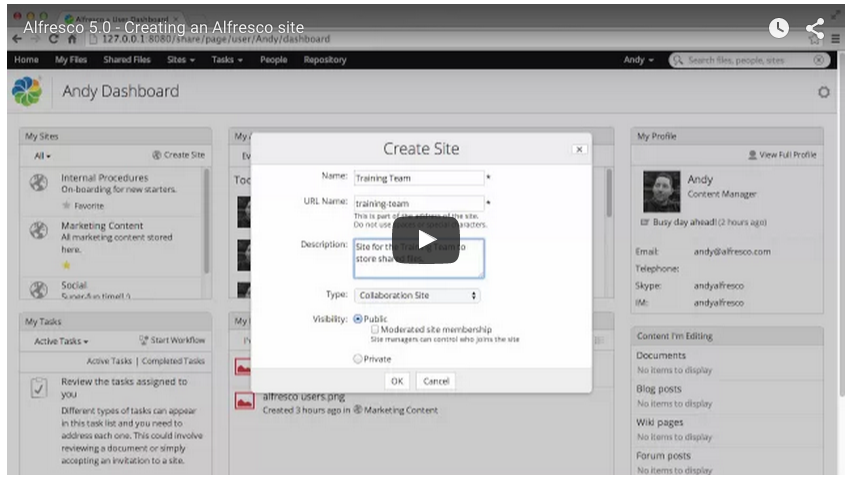 Alfresco » User Dashboard
Alfresco 5.0 - Creating an Alfresco site
127.0.0.1:8080/share/page/user/Andy/dashboard
Home My Files Shared Files Sites Tasks People Repository Andy Search files, people, sites
Andy Dashboard
My Sites
All Create Site
Internal Procedures
On-boarding for new starters.
Favorite
Marketing Content
All marketing content stored
here.
Social
Super-fun time!! :)
My Tasks
Active Tasks Start Workflow
Active Tasks | Completed Tasks
Review the tasks assigned to
you
Different types of tasks can appear
in this task list and you need to
address each one. This could involve
reviewing a document or simply
accepting an invitation to a site.
My
Create Site
Name: Training Team *
URL Name: training-team *
This is part of the address of the site.
Do not use spaces or special characters.
Description: Site for the Training Team to
store shared files.
Type: Collaboration Site
Visibility: Public
Moderated site membership
Site managers can control who joins the site
Private
OK Cancel
My
alfresco users.png
Created 3 hours ago in Marketing Content
My Profile
View Full Profile
Andy
Content Manager
Busy day ahead! (2 hours ago)
Email: andy@alfresco.com
Telephone:
Skype: andyalfresco
IM: andyalfresco
Content I'm Editing
Documents
No items to display
Blog posts
No items to display
Wiki pages
No items to display
Forum posts
No items to display